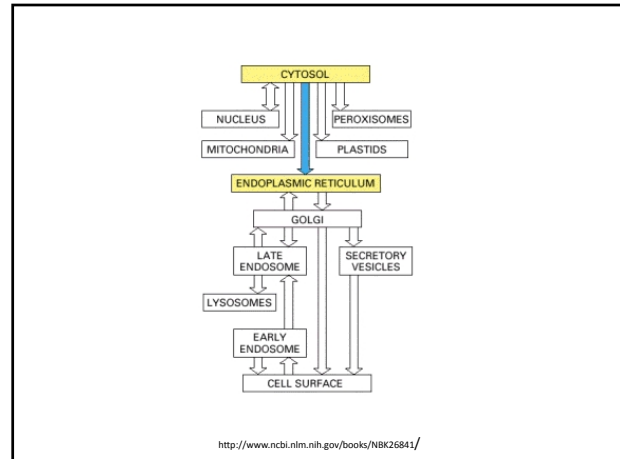 CYTOSOL
NUCLEUS
PEROXISOMES
MITOCHONDRIA
PLASTIDS
ENDOPLASMIC RETICULUM
GOLGI
LATE
ENDOSOME
SECRETORY
VESICLES
LYSOSOMES
EARLY
ENDOSOME
CELL SURFACE
http://www.ncbi.nlm.nih.gov/books/NBK26841/